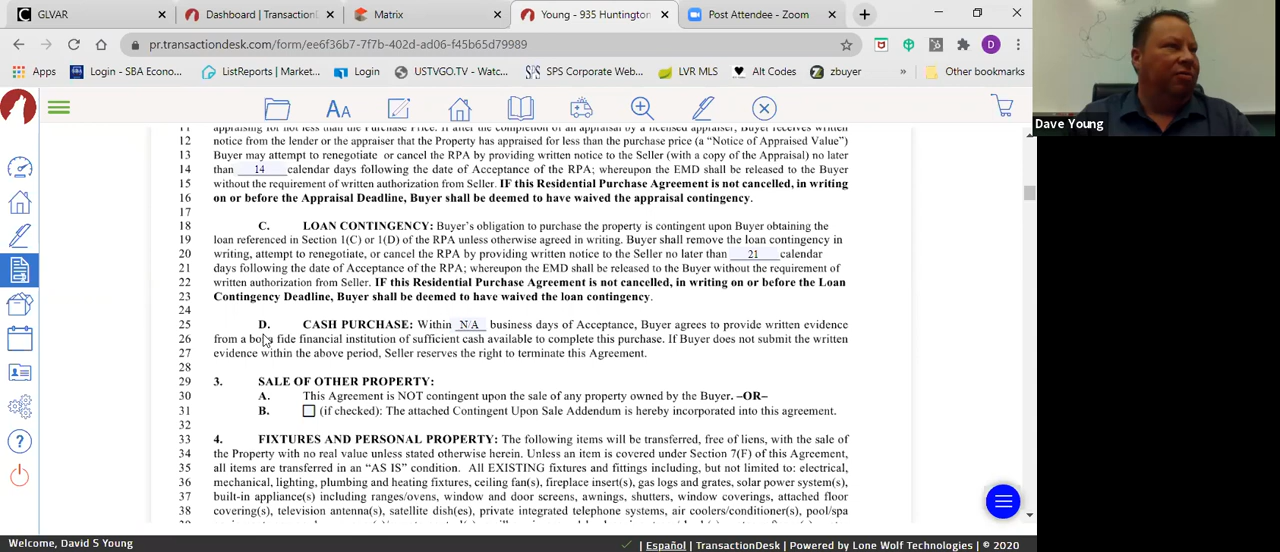 GLVAR
Dashboard | TransactionDesk
Matrix
Young - 935 Huntington
Post Attendee - Zoom
pr.transactiondesk.com/form/ee6f36b7-7f7b-402d-ad06-f45b65d79989
D
Apps
SBA
Login - SBA Econo...
ListReports | Market...
Login
USTVGO.TV - Watc...
SPS Corporate Web...
LVR MLS
Alt Codes
zbuyer
»
Other bookmarks
Dave Young
AA
11 appraising for not less than the Purchase Price. If after the completion of an appraisal by a licensed appraiser, Buyer receives written
12 notice from the lender or the appraiser that the Property has appraised for less than the purchase price (a “Notice of Appraised Value”)
13 Buyer may attempt to renegotiate or cancel the RPA by providing written notice to the Seller (with a copy of the Appraisal) no later
14 than 14 calendar days following the date of Acceptance of the RPA; whereupon the EMD shall be released to the Buyer
15 without the requirement of written authorization from Seller. IF this Residential Purchase Agreement is not cancelled, in writing
16 on or before the Appraisal Deadline, Buyer shall be deemed to have waived the appraisal contingency.
17
18 C. LOAN CONTINGENCY: Buyer’s obligation to purchase the property is contingent upon Buyer obtaining the
19 loan referenced in Section 1(C) or 1(D) of the RPA unless otherwise agreed in writing. Buyer shall remove the loan contingency in
20 writing, attempt to renegotiate, or cancel the RPA by providing written notice to the Seller no later than 21 calendar
21 days following the date of Acceptance of the RPA; whereupon the EMD shall be released to the Buyer without the requirement of
22 written authorization from Seller. IF this Residential Purchase Agreement is not cancelled, in writing on or before the Loan
23 Contingency Deadline, Buyer shall be deemed to have waived the loan contingency.
24
25 D. CASH PURCHASE: Within N/A business days of Acceptance, Buyer agrees to provide written evidence
26 from a bona fide financial institution of sufficient cash available to complete this purchase. If Buyer does not submit the written
27 evidence within the above period, Seller reserves the right to terminate this Agreement.
28
29 3. SALE OF OTHER PROPERTY:
30 A. This Agreement is NOT contingent upon the sale of any property owned by the Buyer. –OR–
31 B. (if checked): The attached Contingent Upon Sale Addendum is hereby incorporated into this agreement.
32
33 4. FIXTURES AND PERSONAL PROPERTY: The following items will be transferred, free of liens, with the sale of
34 the Property with no real value unless stated otherwise herein. Unless an item is covered under Section 7(F) of this Agreement,
35 all items are transferred in an “AS IS” condition. All EXISTING fixtures and fittings including, but not limited to: electrical,
36 mechanical, lighting, plumbing and heating fixtures, ceiling fan(s), fireplace insert(s), gas logs and grates, solar power system(s),
37 built-in appliance(s) including ranges/ovens, window and door screens, awnings, shutters, window coverings, attached floor
38 covering(s), television antenna(s), satellite dish(es), private integrated telephone systems, air coolers/conditioner(s), pool/spa
Welcome, David S Young
Español | TransactionDesk | Powered by Lone Wolf Technologies | © 2020